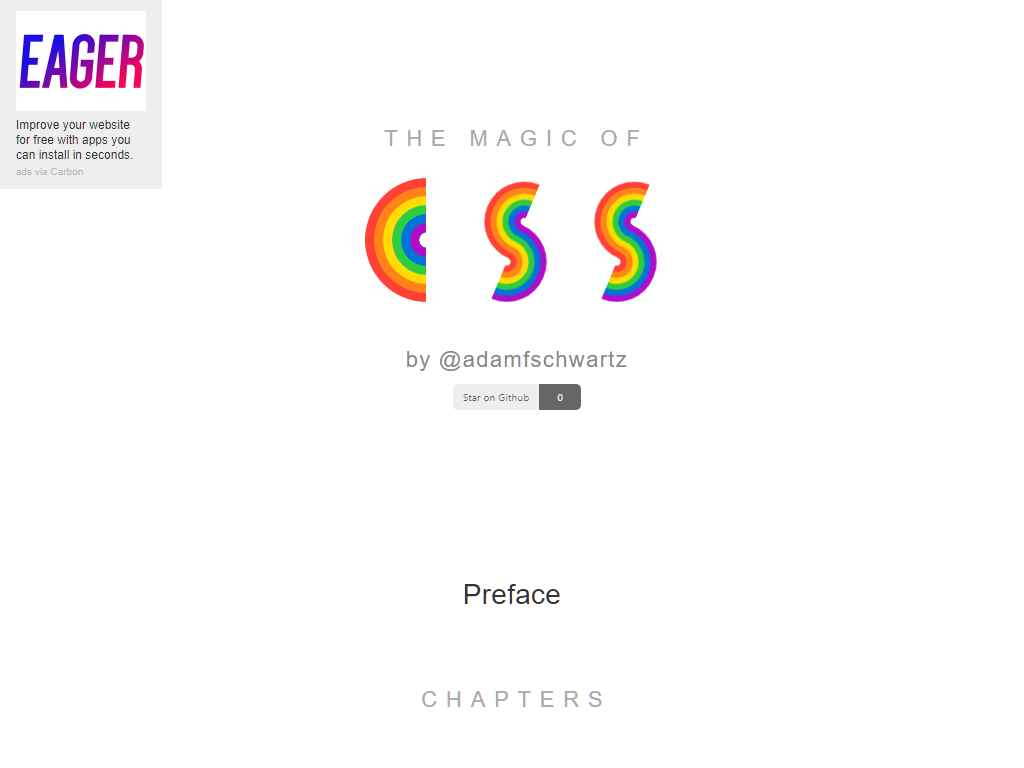 EAGER
Improve your website
for free with apps you
can install in seconds.
ads via Carbon
THE MAGIC OF
CSS
by @adamfschwartz
Star on Github 0
Preface
CHAPTERS